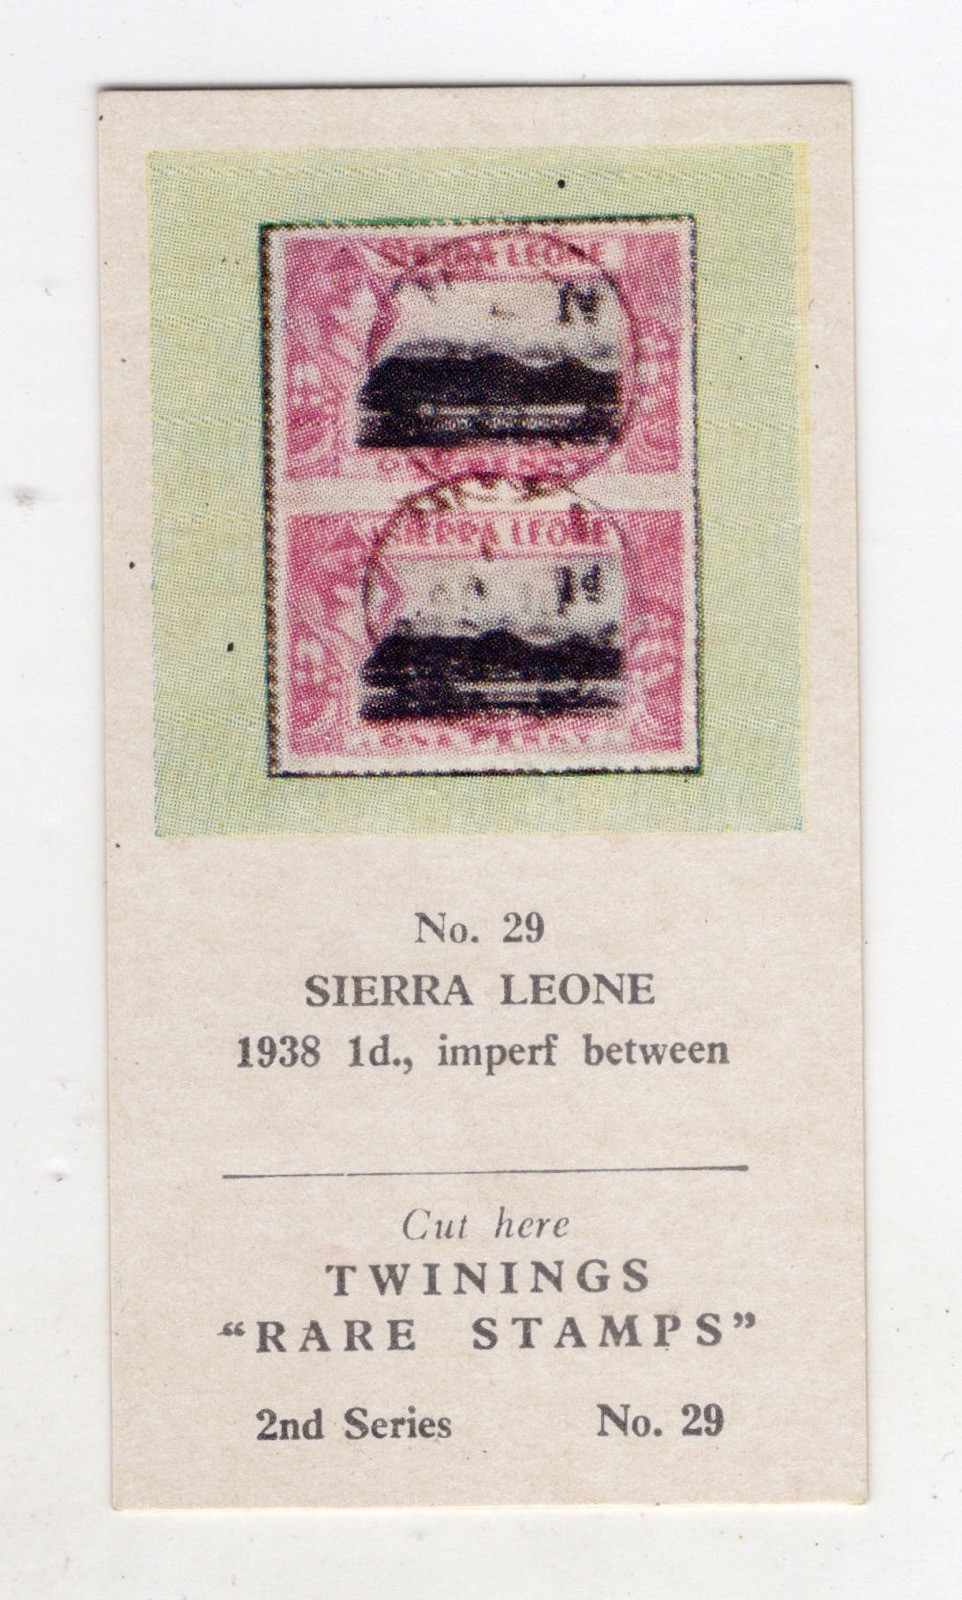 SIERRA LEONE
SIERRA LEONE
1d
No. 29
SIERRA LEONE
1938 1d., imperf between
Cut here
TWININGS
“RARE STAMPS”
2nd Series No. 29